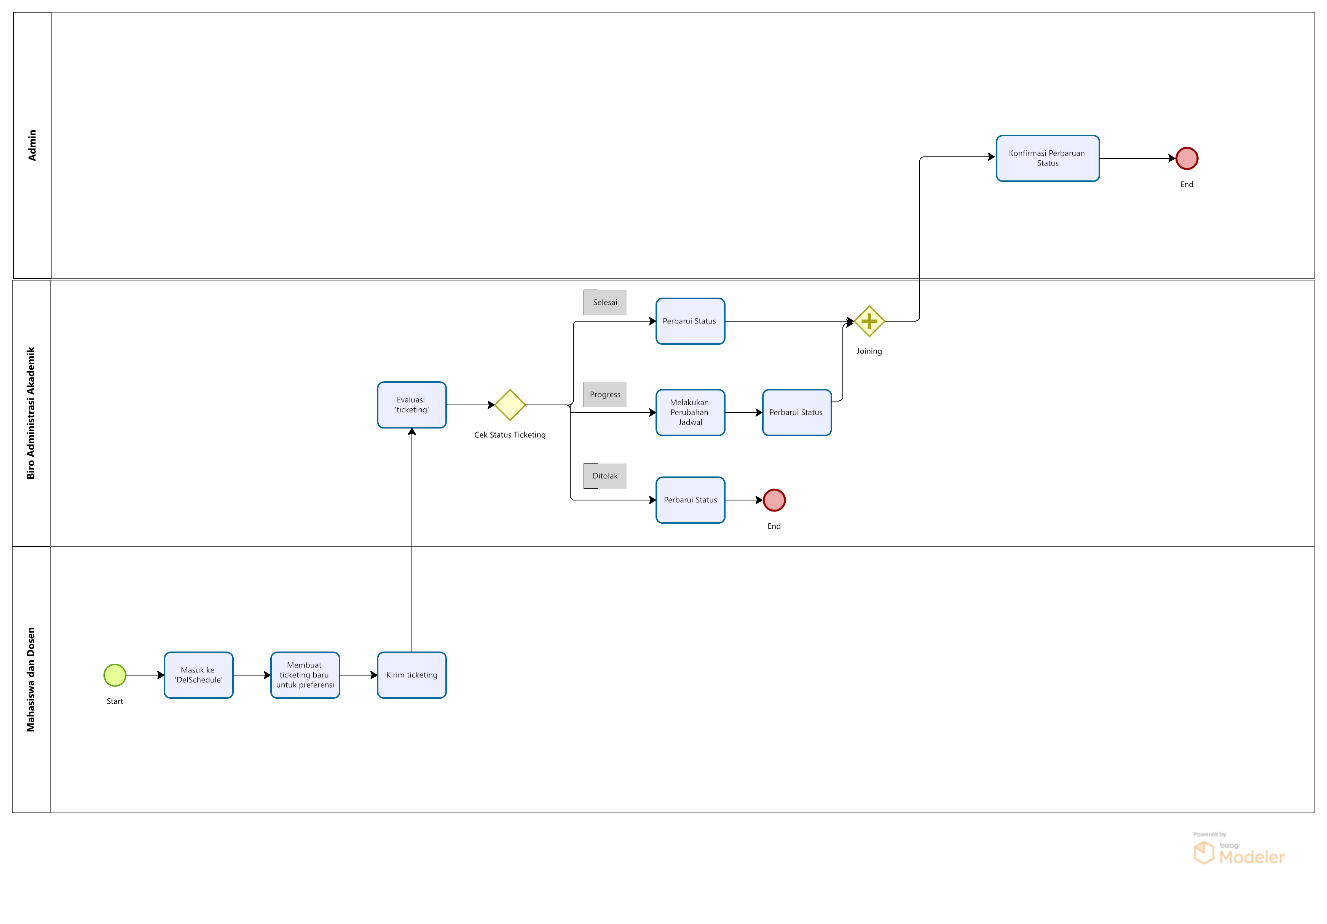 Admin
Konfirmasi Perbaruan
Status
End
Biro Administrasi Akademik
Selesai
Perbarui Status
Joining
Evaluasi
'ticketing'
Cek Status Ticketing
Progress
Melakukan
Perubahan
Jadwal
Perbarui Status
Ditolak
Perbarui Status
End
Mahasiswa dan Dosen
Start
Masuk ke
'DelSchedule'
Membuat
ticketing baru
untuk preferensi
Kirim ticketing
Powered by
bizagi
Modeler